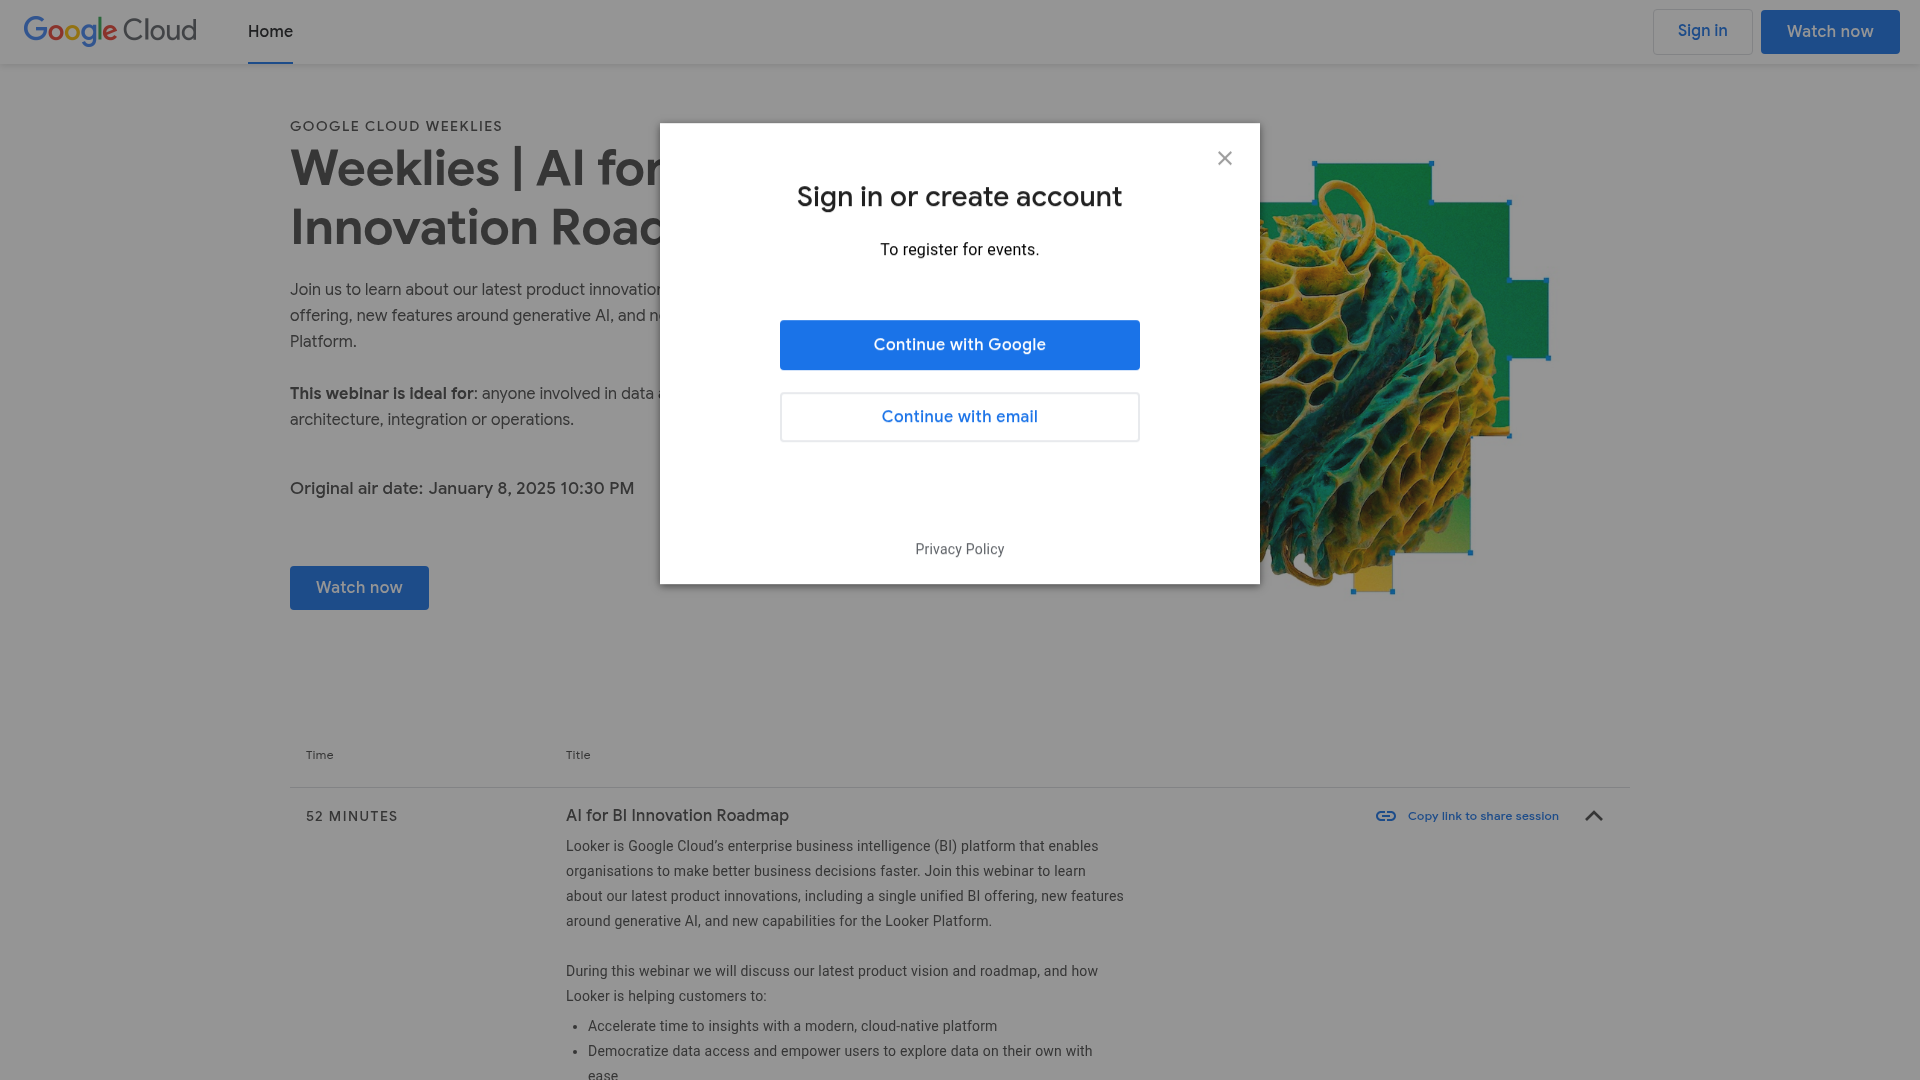 Google Cloud
Home
Sign in
Watch now
GOOGLE CLOUD WEEKLIES
Weeklies | AI for
Innovation Road
Join us to learn about our latest product innovation
offering, new features around generative AI, and n
Platform.
This webinar is ideal for: anyone involved in data
architecture, integration or operations.
Original air date: January 8, 2025 10:30 PM
Watch now
Sign in or create account
To register for events.
Continue with Google
Continue with email
Privacy Policy
Time
Title
52 MINUTES
AI for BI Innovation Roadmap
Copy link to share session
Looker is Google Cloud’s enterprise business intelligence (BI) platform that enables
organisations to make better business decisions faster. Join this webinar to learn
about our latest product innovations, including a single unified BI offering, new features
around generative AI, and new capabilities for the Looker Platform.
During this webinar we will discuss our latest product vision and roadmap, and how
Looker is helping customers to:
• Accelerate time to insights with a modern, cloud-native platform
• Democratize data access and empower users to explore data on their own with
ease